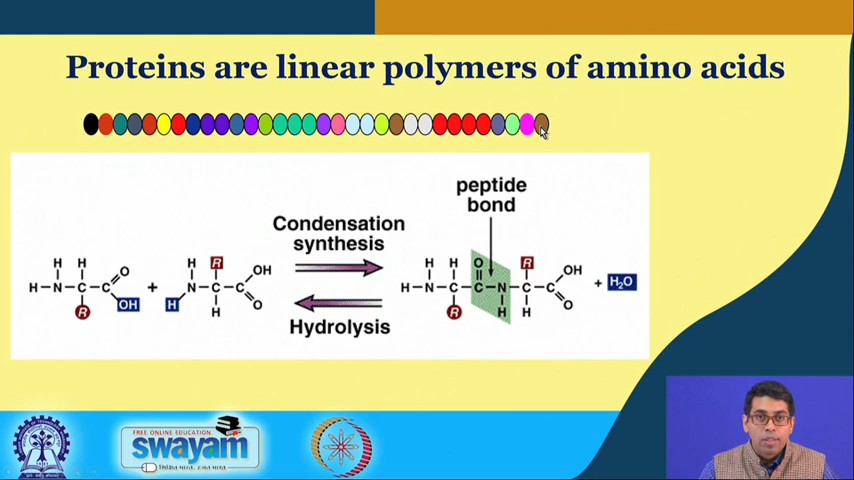 Proteins are linear polymers of amino acids
peptide
bond
Condensation
synthesis
Hydrolysis
H H
H N C C O
R OH
+
H R OH
H N C C
H O
H H O R OH
H N C C N C C
R H H O
+ H₂O
FREE ONLINE EDUCATION
swayam